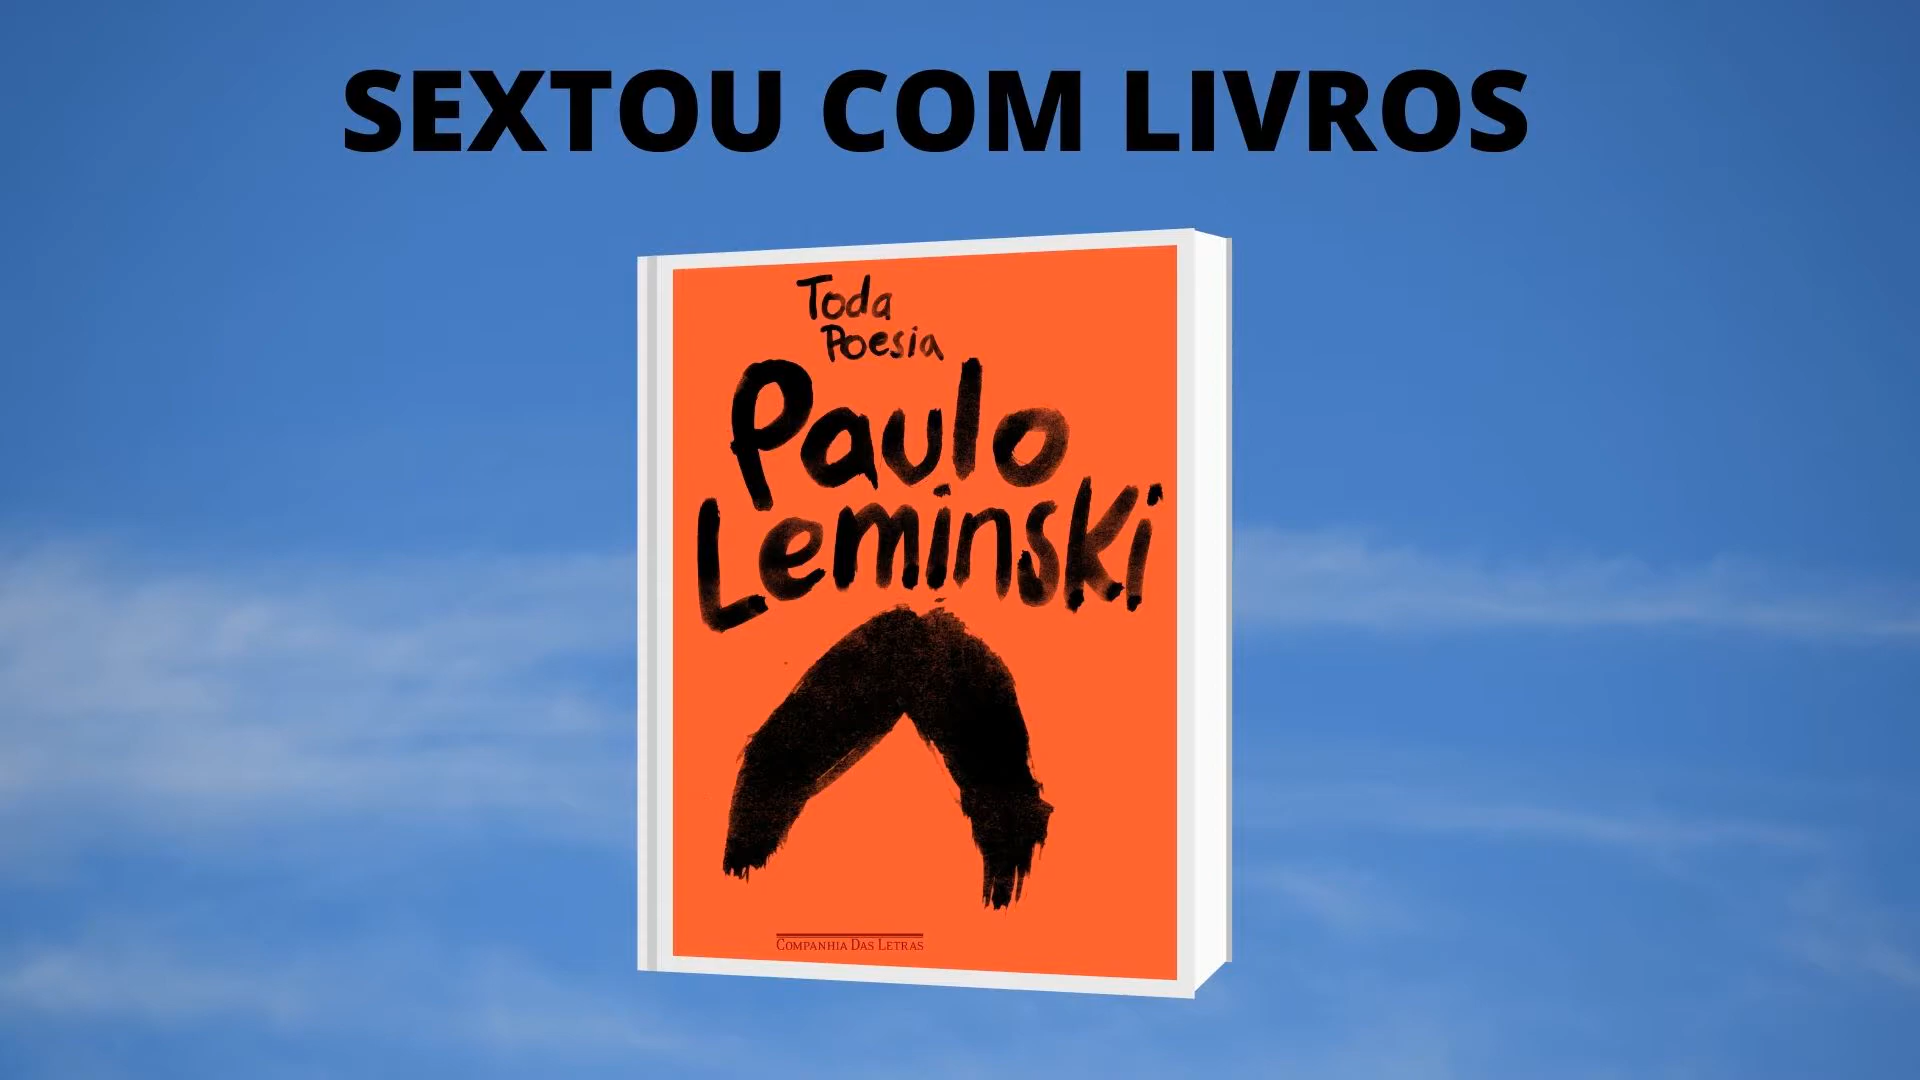 SEXTOU COM LIVROS
Toda
Poesia
Paulo
Leminski
COMPANHIA DAS LETRAS